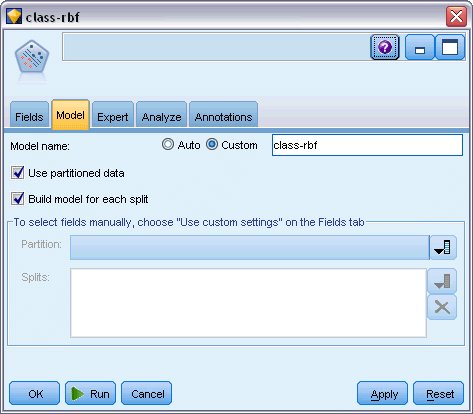 class-rbf
?
Fields Model Expert Analyze Annotations
Model name: Auto Custom class-rbf
Use partitioned data
Build model for each split
To select fields manually, choose "Use custom settings" on the Fields tab
Partition:
Splits:
OK Run Cancel Apply Reset